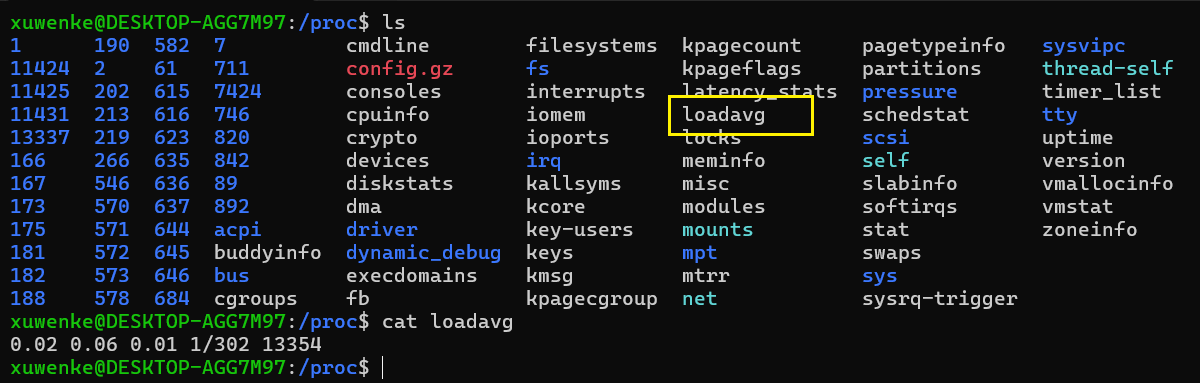 xuwenke@DESKTOP-AGG7M97:/proc$ ls
1 190 582 7 cmdline filesystems kpagecount pagetypeinfo sysvipc
11424 2 61 711 config.gz fs kpageflags partitions thread-self
11425 202 615 7424 consoles interrupts latency_stats pressure timer_list
11431 213 616 746 cpuinfo iomem loadavg schedstat tty
13337 219 623 820 crypto ioports locks scsi uptime
166 266 635 842 devices irq meminfo self version
167 546 636 89 diskstats kallsyms misc slabinfo vmallocinfo
173 570 637 892 dma kcore modules softirqs vmstat
175 571 644 acpi driver key-users mounts stat zoneinfo
181 572 645 buddyinfo dynamic_debug keys mpt swaps
182 573 646 bus execdomains kmsg mtrr sys
188 578 684 cgroups fb kpagecgroup net sysrq-trigger
xuwenke@DESKTOP-AGG7M97:/proc$ cat loadavg
0.02 0.06 0.01 1/302 13354
xuwenke@DESKTOP-AGG7M97:/proc$